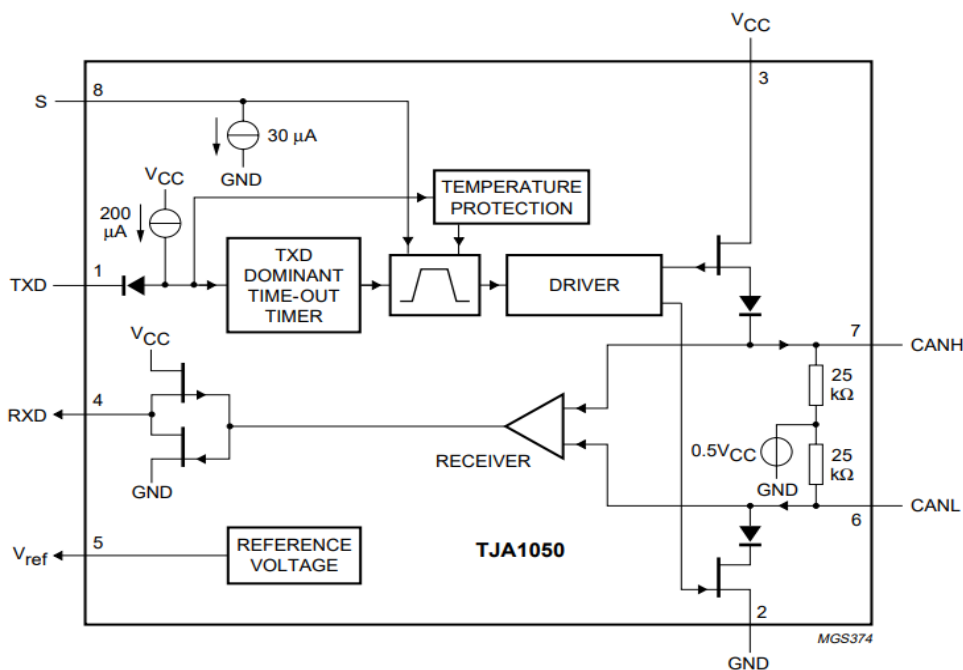 VCC
3
8
S
30 μA
GND
VCC
200
μA
TEMPERATURE
PROTECTION
TXD
1
TXD
DOMINANT
TIME-OUT
TIMER
DRIVER
VCC
7
CANH
25
kΩ
4
RXD
RECEIVER
0.5VCC
25
kΩ
GND
GND
CANL
6
5
Vref
REFERENCE
VOLTAGE
TJA1050
2
MGS374
GND